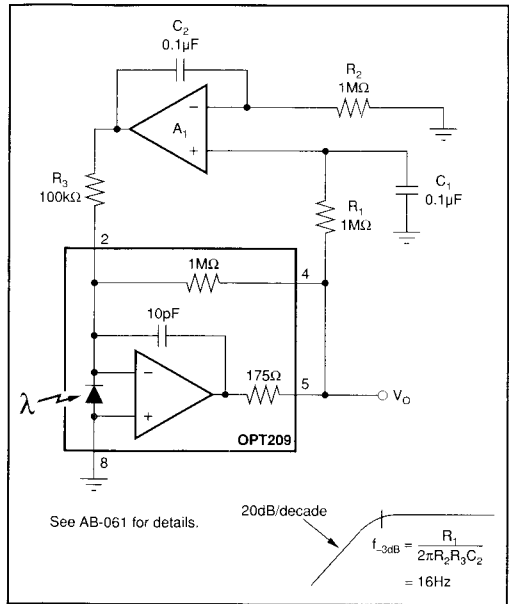 C2
0.1µF
R2
1MΩ
–
A1
+
R3
100kΩ
R1
1MΩ
C1
0.1µF
2
1MΩ
4
10pF
–
175Ω
5
VO
λ
+
OPT209
8
See AB-061 for details.
20dB/decade
f–3dB = R1 / 2πR2R3C2
= 16Hz